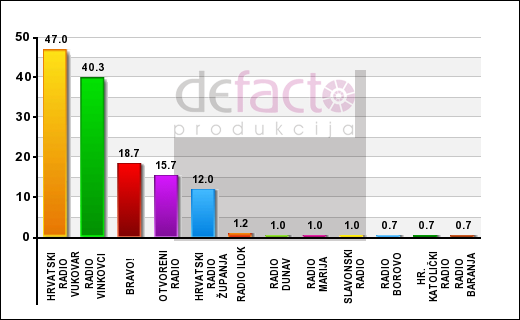 50
40
30
20
10
0
47.0
40.3
18.7
15.7
12.0
1.2
1.0
1.0
1.0
0.7
0.7
0.7
defacto
produkcija
HRVATSKI
RADIO
VUKOVAR
RADIO
VINKOVCI
BRAVO!
OTVORENI
RADIO
HRVATSKI
RADIO
ŽUPANJA
RADIO ILOK
RADIO
DUNAV
RADIO
MARIJA
SLAVONSKI
RADIO
RADIO
BOROVO
HR.
KATOLIČKI
RADIO
RADIO
BARANJA